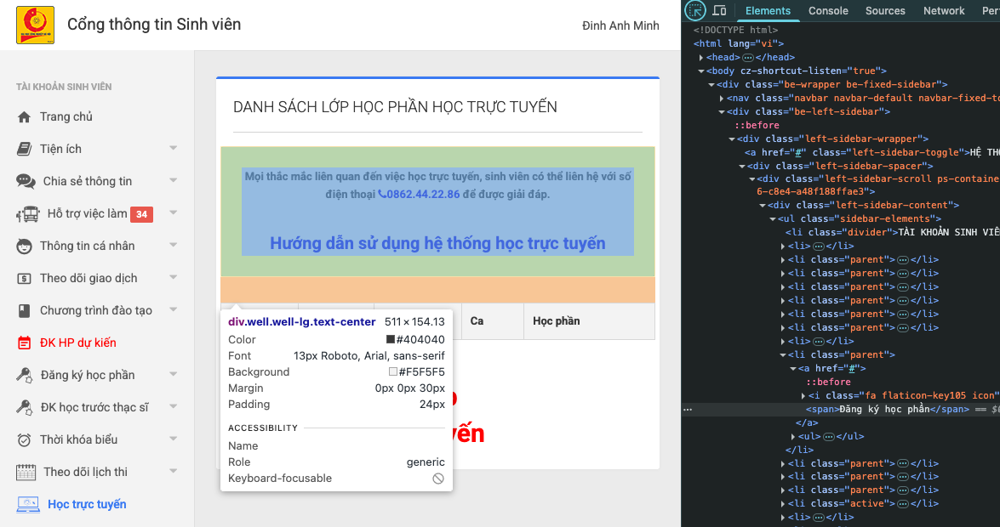 Cổng thông tin Sinh viên
Đinh Anh Minh
TÀI KHOẢN SINH VIÊN
Trang chủ
Tiện ích
Chia sẻ thông tin
Hỗ trợ việc làm 34
Thông tin cá nhân
Theo dõi giao dịch
Chương trình đào tạo
ĐK HP dự kiến
Đăng ký học phần
ĐK học trước thạc sĩ
Thời khóa biểu
Theo dõi lịch thi
Học trực tuyến
DANH SÁCH LỚP HỌC PHẦN HỌC TRỰC TUYẾN
Mọi thắc mắc liên quan đến việc học trực tuyến, sinh viên có thể liên hệ với số
điện thoại 0862.44.22.86 để được giải đáp.
Hướng dẫn sử dụng hệ thống học trực tuyến
Ca Học phần
div.well.well-lg.text-center 511 × 154.13
Color #404040
Font 13px Roboto, Arial, sans-serif
Background #F5F5F5
Margin 0px 0px 30px
Padding 24px
ACCESSIBILITY
Name
Role generic
Keyboard-focusable
Elements Console Sources Network Per
<!DOCTYPE html>
<html lang="vi">
<head>…</head>
<body cz-shortcut-listen="true">
<div class="be-wrapper be-fixed-sidebar">
<nav class="navbar navbar-default navbar-fixed-to
<div class="be-left-sidebar">
::before
<div class="left-sidebar-wrapper">
<a href="#" class="left-sidebar-toggle">HỆ THỐ
<div class="left-sidebar-spacer">
<div class="left-sidebar-scroll ps-containe
6-c8e4-a48f188ffae3">
<div class="left-sidebar-content">
<ul class="sidebar-elements">
<li class="divider">TÀI KHOẢN SINH VIÊ
<li>…</li>
<li class="parent">…</li>
<li class="parent">…</li>
<li class="parent">…</li>
<li class="parent">…</li>
<li class="parent">…</li>
<li class="parent">…</li>
<li>…</li>
<li class="parent">
<a href="#">
::before
<i class="fa flaticon-key105 icon"
<span>Đăng ký học phần</span> == $0
</a>
<ul>…</ul>
</li>
<li class="parent">…</li>
<li class="parent">…</li>
<li class="parent">…</li>
<li class="active">…</li>
<li>…</li>